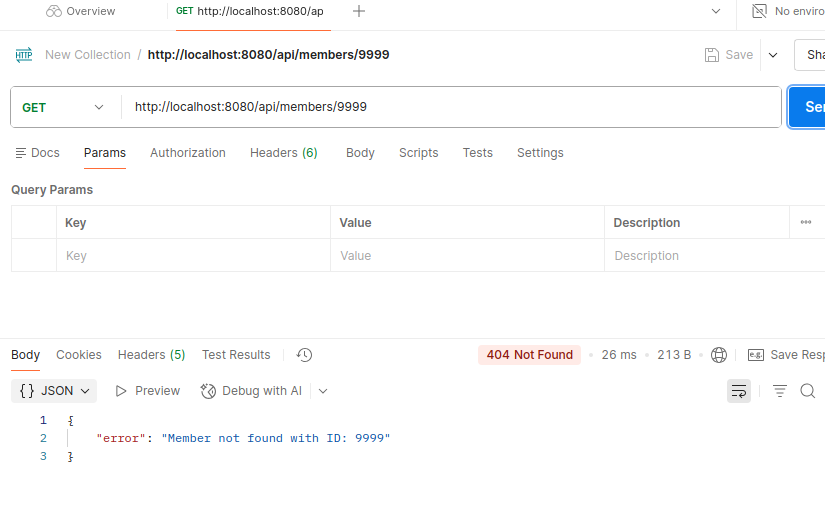 Overview
GET http://localhost:8080/ap
No enviro
HTTP New Collection / http://localhost:8080/api/members/9999
Save
Sha
GET http://localhost:8080/api/members/9999
Sen
Docs Params Authorization Headers (6) Body Scripts Tests Settings
Query Params
Key Value Description
Key Value Description
Body Cookies Headers (5) Test Results
404 Not Found • 26 ms • 213 B • e.g. Save Resp
{} JSON Preview Debug with AI
1 {
2 "error": "Member not found with ID: 9999"
3 }